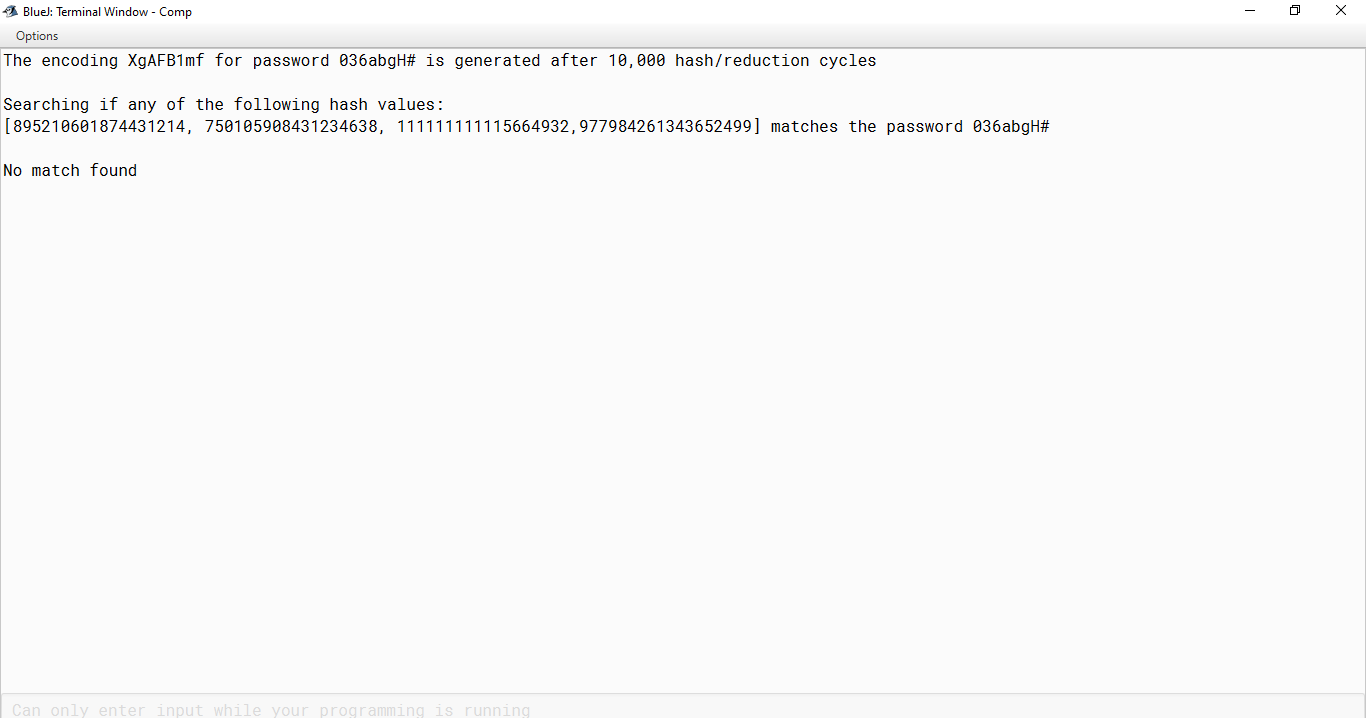 BlueJ: Terminal Window - Comp
Options
The encoding XgAFB1mf for password 036abgH# is generated after 10,000 hash/reduction cycles
Searching if any of the following hash values:
[895210601874431214, 750105908431234638, 111111111115664932,977984261343652499] matches the password 036abgH#
No match found
Can only enter input while your programming is running